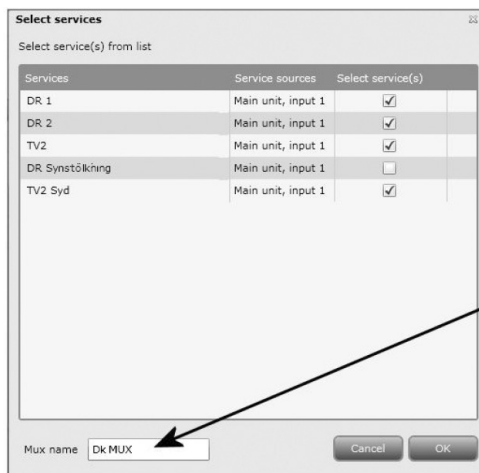 Select services
Select service(s) from list
Services Service sources Select service(s)
DR 1 Main unit, input 1
DR 2 Main unit, input 1
TV2 Main unit, input 1
DR Synstölkning Main unit, input 1
TV2 Syd Main unit, input 1
Mux name Dk MUX Cancel OK